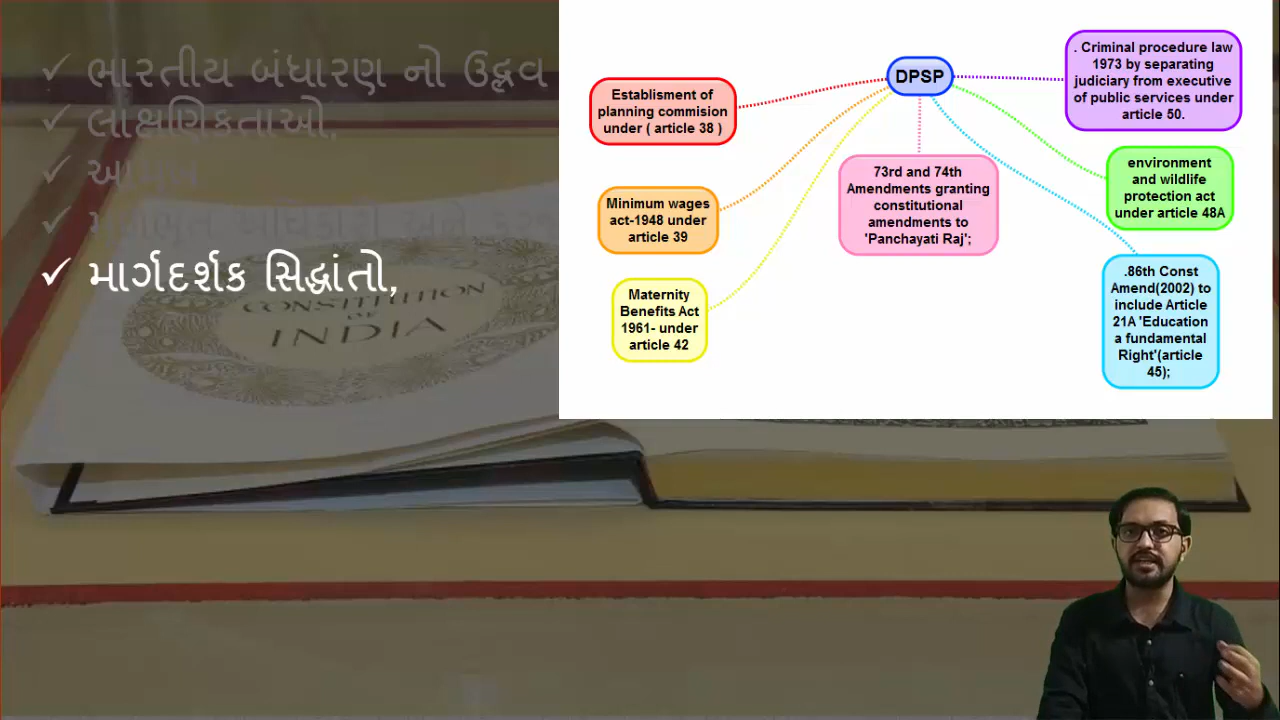 ✓ ભારતીય બંધારણ નો ઉદ્ભવ
✓ લાક્ષણિકતાઓ,
✓ આમુખ
✓ માર્ગદર્શક સિદ્ધાંતો,
CONSTITUTION
OF
INDIA
DPSP
Establisment of
planning commision
under ( article 38 )
Minimum wages
act-1948 under
article 39
Maternity
Benefits Act
1961- under
article 42
73rd and 74th
Amendments granting
constitutional
amendments to
'Panchayati Raj';
. Criminal procedure law
1973 by separating
judiciary from executive
of public services under
article 50.
environment
and wildlife
protection act
under article 48A
.86th Const
Amend(2002) to
include Article
21A 'Education
a fundamental
Right'(article
45);